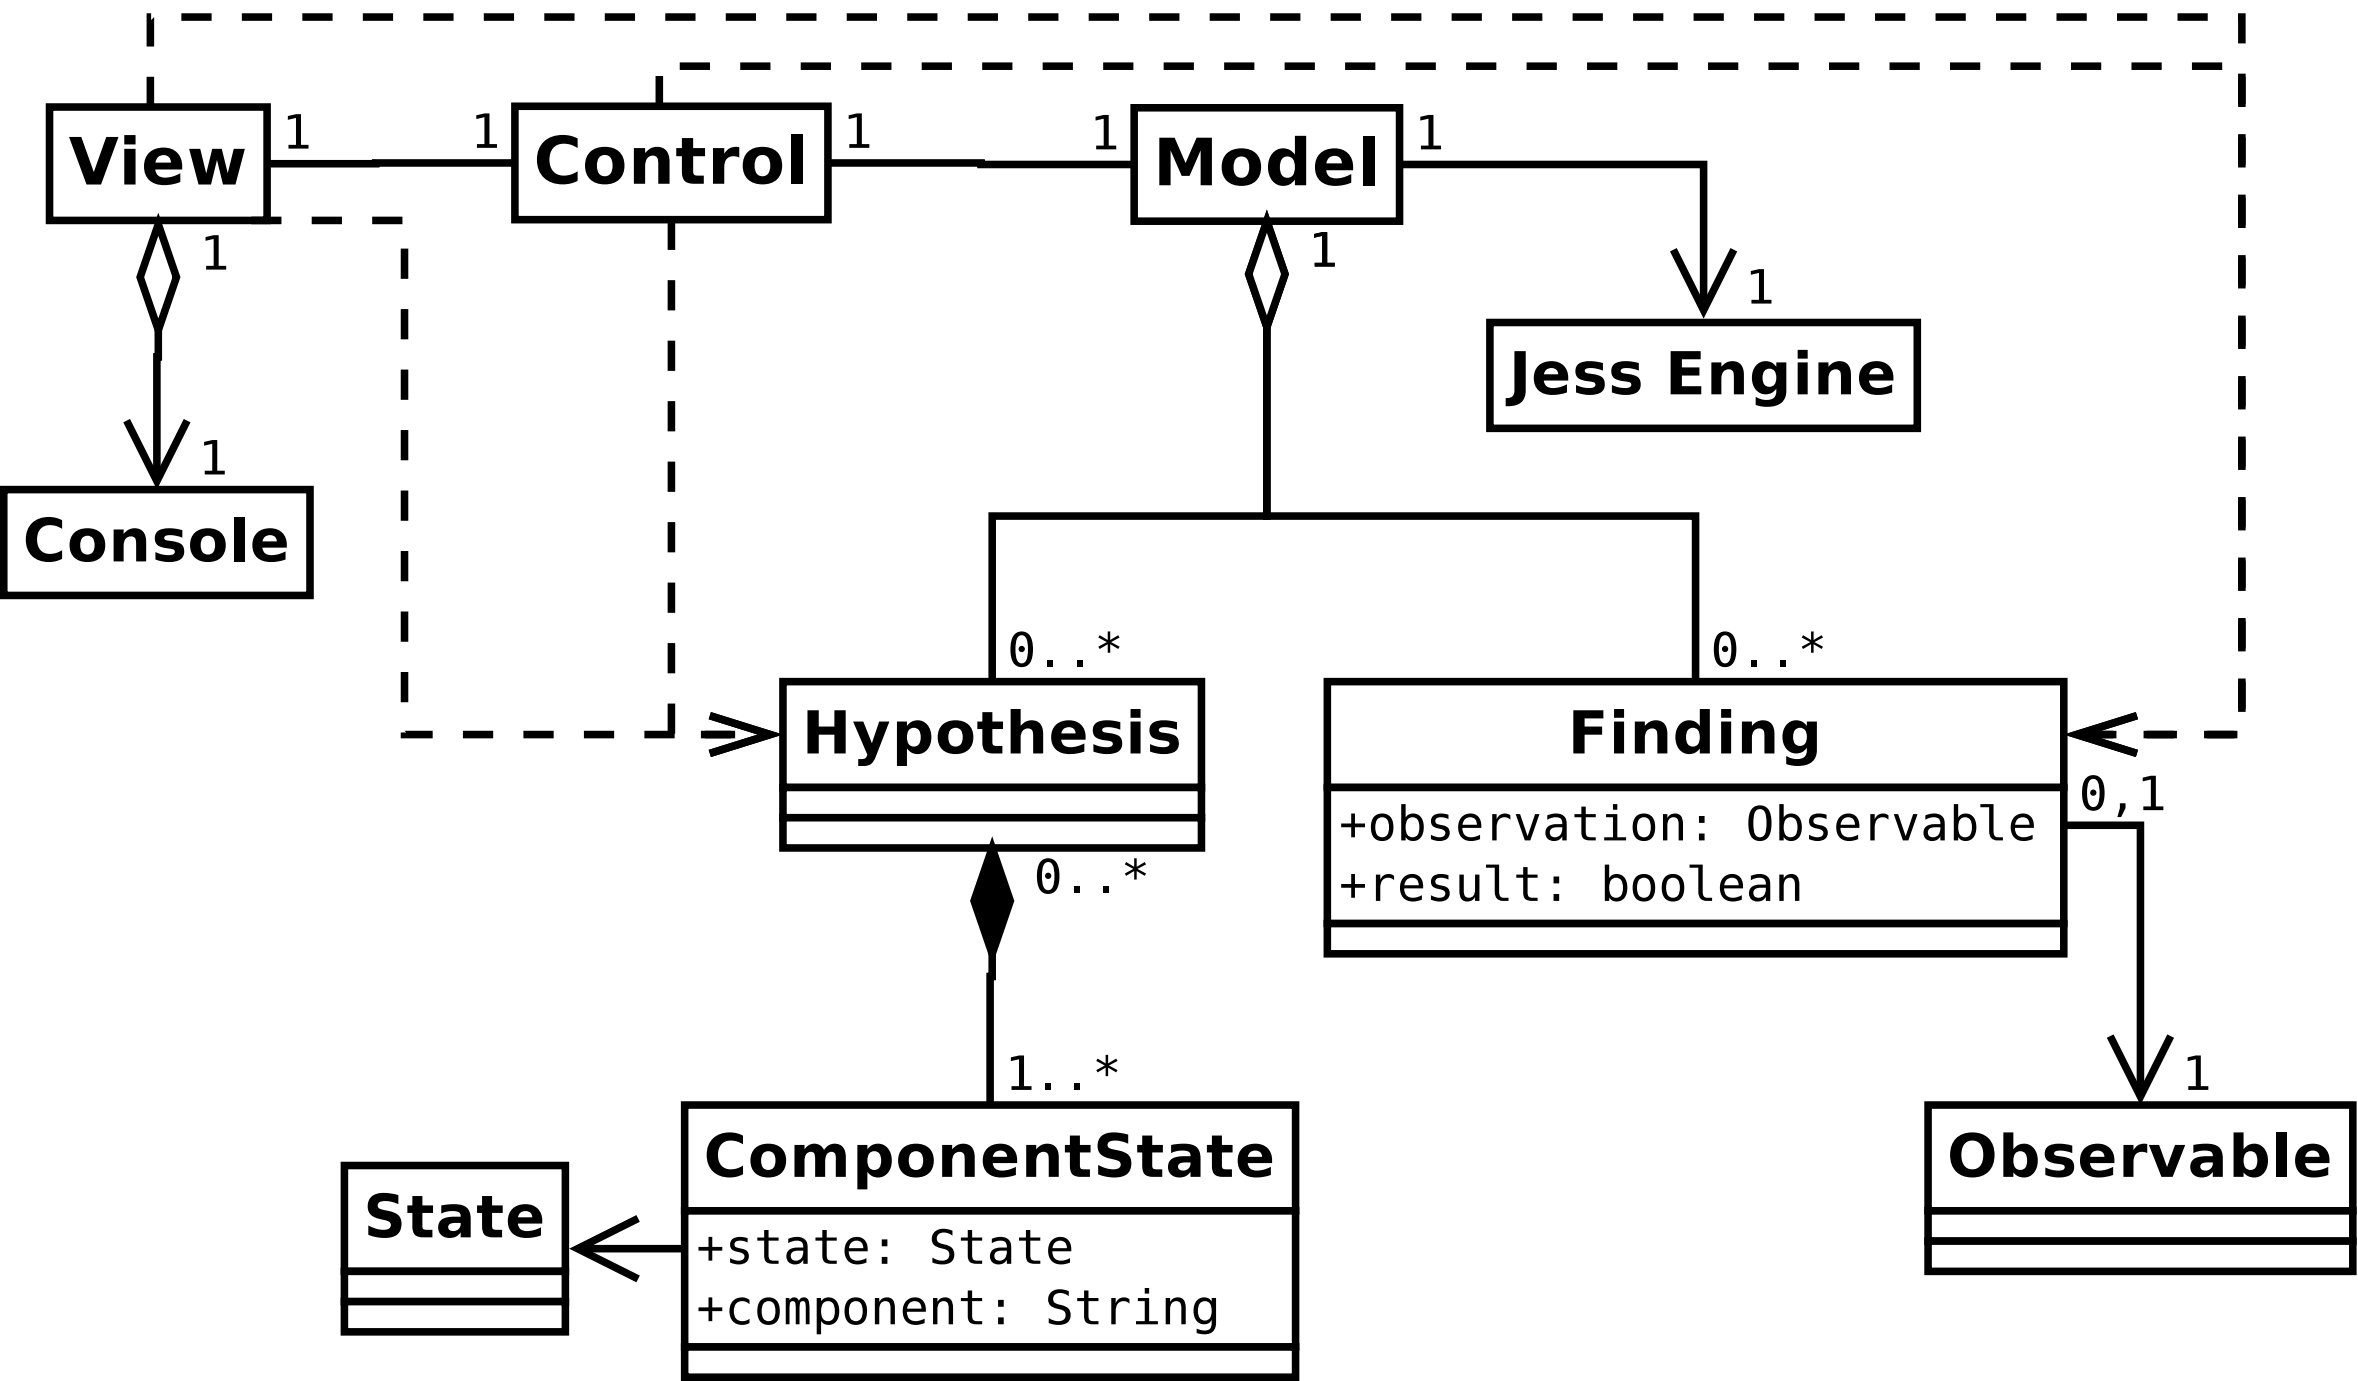 View
1
1
Control
1
1
Model
1
1
1
1
Jess Engine
1
Console
0..*
0..*
Hypothesis
Finding
0,1
+observation: Observable
+result: boolean
0..*
1..*
1
ComponentState
Observable
State
+state: State
+component: String